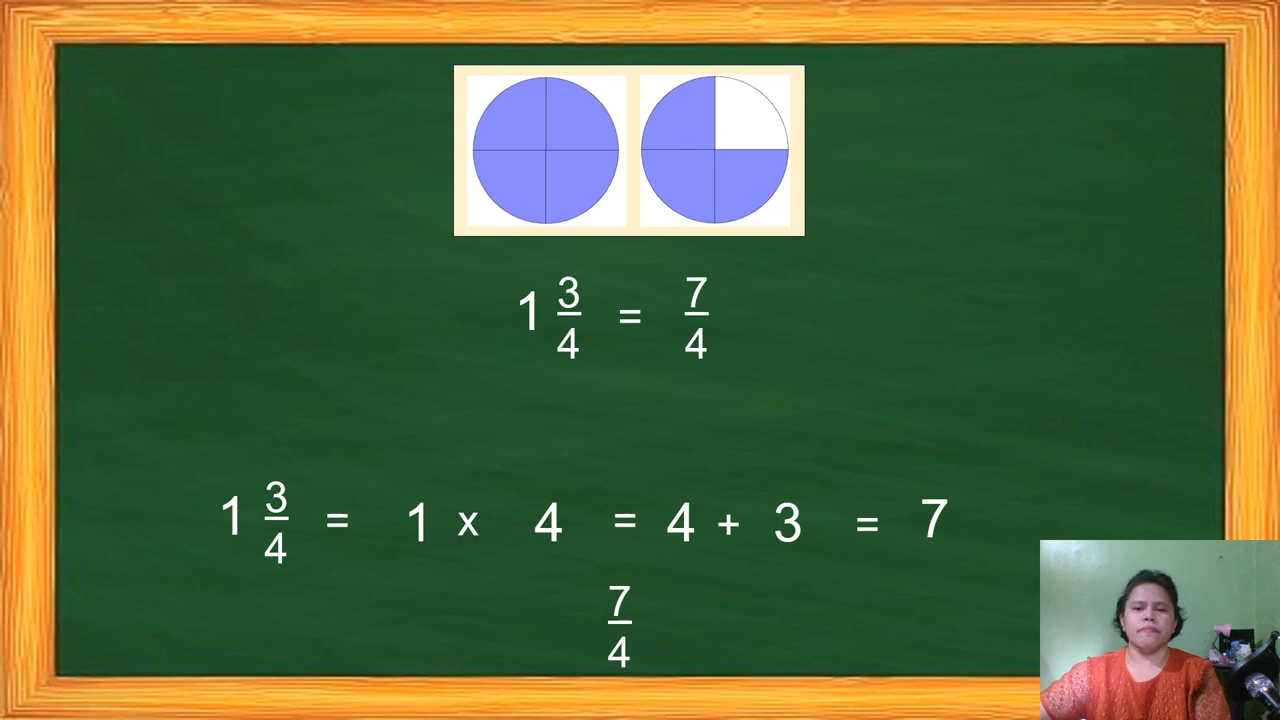 1 3/4 = 7/4
1 3/4 = 1 x 4 = 4 + 3 = 7
7/4